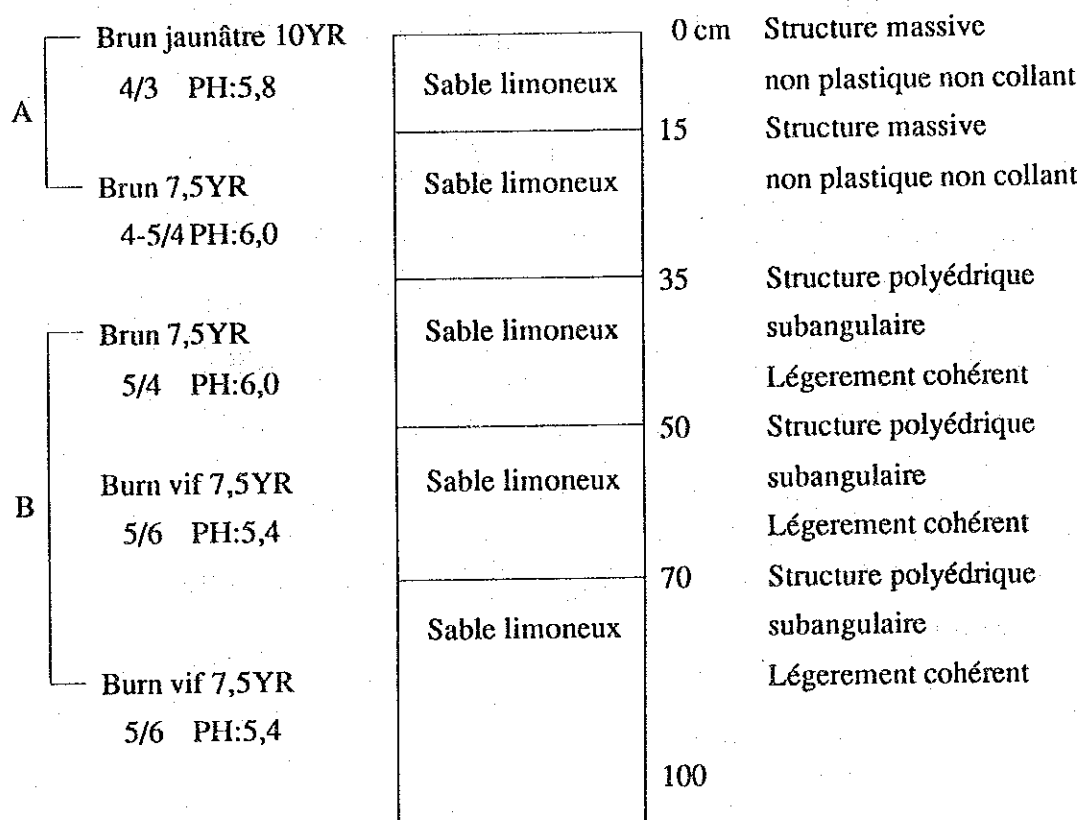 Brun jaunâtre 10YR
0 cm Structure massive
4/3 PH:5,8
Sable limoneux
non plastique non collant
A
15 Structure massive
Brun 7,5YR
Sable limoneux
non plastique non collant
4-5/4 PH:6,0
35 Structure polyédrique
Brun 7,5YR
Sable limoneux
subangulaire
5/4 PH:6,0
Légerement cohérent
50 Structure polyédrique
Burn vif 7,5YR
Sable limoneux
subangulaire
B
5/6 PH:5,4
Légerement cohérent
70 Structure polyédrique
Sable limoneux
subangulaire
Burn vif 7,5YR
Légerement cohérent
5/6 PH:5,4
100